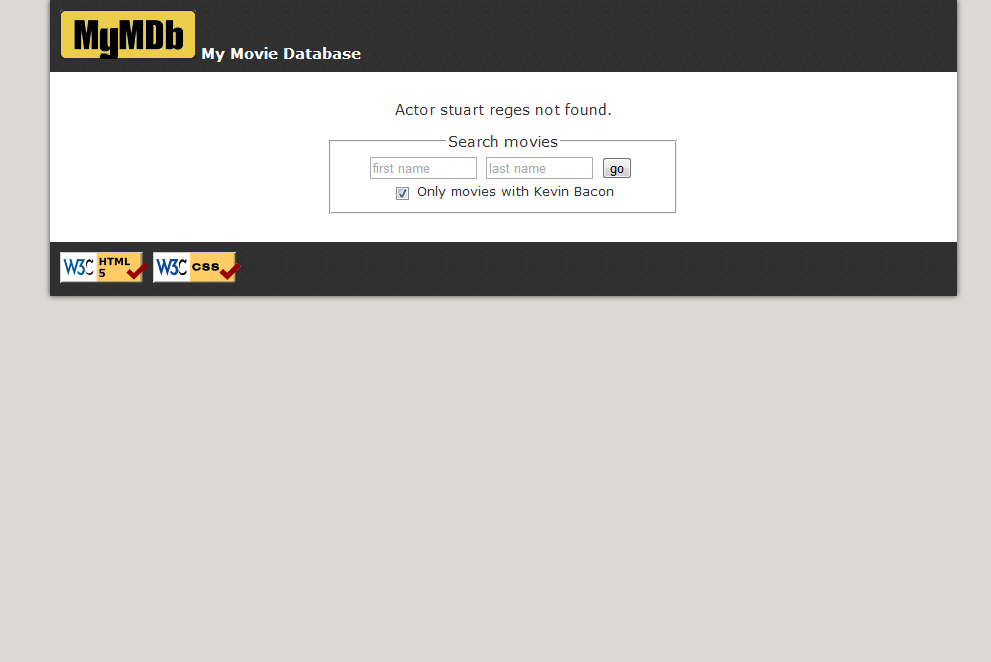 MyMDb My Movie Database
Actor stuart reges not found.
Search movies
first name last name go
Only movies with Kevin Bacon
W3C HTML 5 W3C css